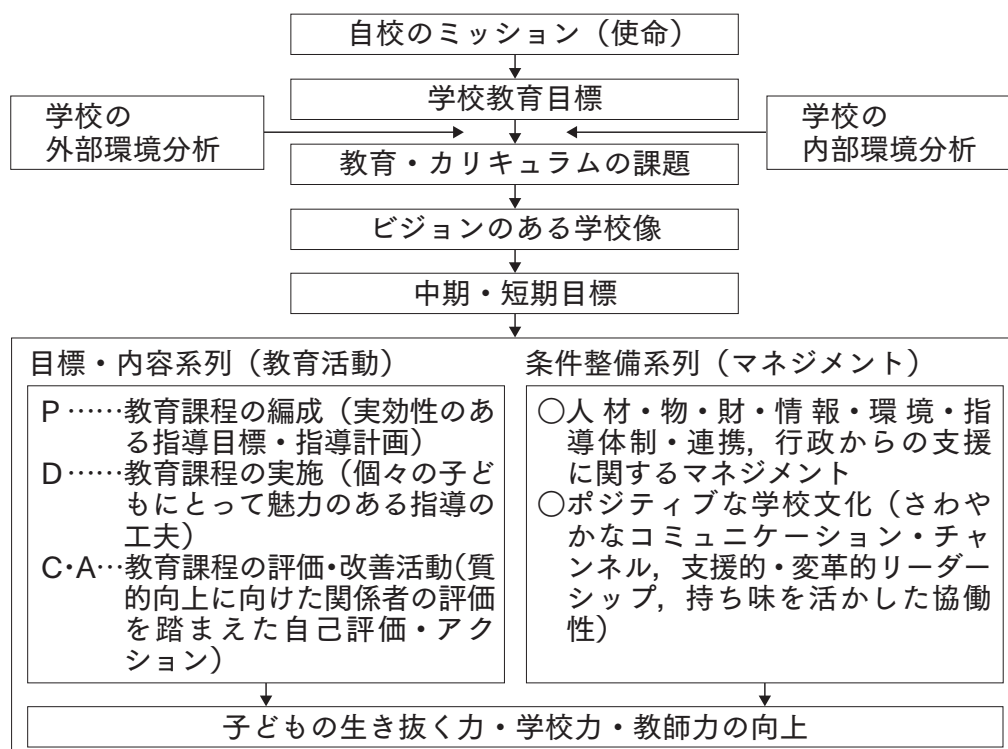 自校のミッション（使命）
学校教育目標
学校の
外部環境分析
学校の
内部環境分析
教育・カリキュラムの課題
ビジョンのある学校像
中期・短期目標
目標・内容系列（教育活動）
P……教育課程の編成（実効性のあ
る指導目標・指導計画）
D……教育課程の実施（個々の子ど
もにとって魅力のある指導の
工夫）
C・A…教育課程の評価・改善活動（質
的向上に向けた関係者の評価
を踏まえた自己評価・アク
ション）
条件整備系列（マネジメント）
○人材・物・財・情報・環境・指
導体制・連携，行政からの支援
に関するマネジメント
○ポジティブな学校文化（さわや
かなコミュニケーション・チャ
ンネル，支援的・変革的リーダー
シップ，持ち味を活かした協働
性）
子どもの生き抜く力・学校力・教師力の向上